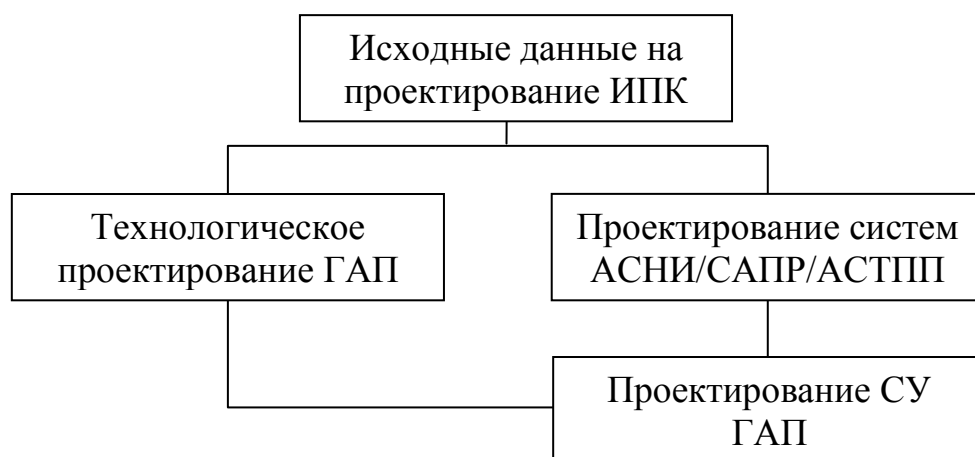 Исходные данные на
проектирование ИПК
Технологическое
проектирование ГАП
Проектирование систем
АСНИ/САПР/АСТПП
Проектирование СУ
ГАП